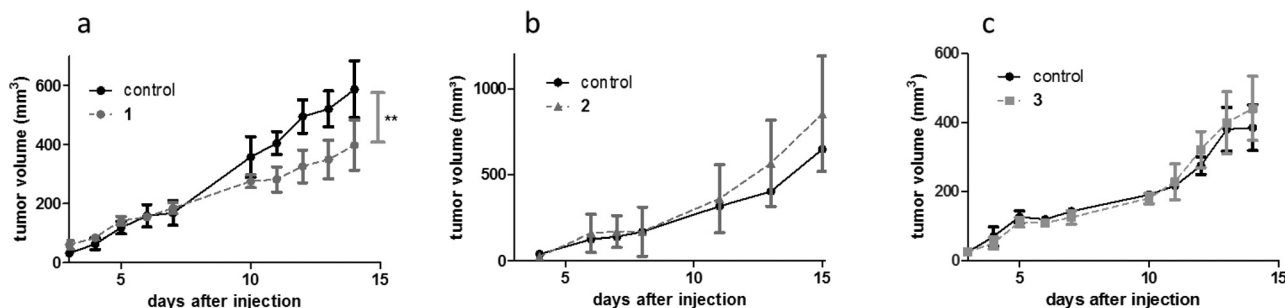 a
tumor volume (mm³)
600
400
200
0
control
1
**
5
10
15
days after injection
b
tumor volume (mm³)
1000
500
0
control
2
5
10
15
days after injection
c
tumor volume (mm³)
600
400
200
0
control
3
5
10
15
days after injection